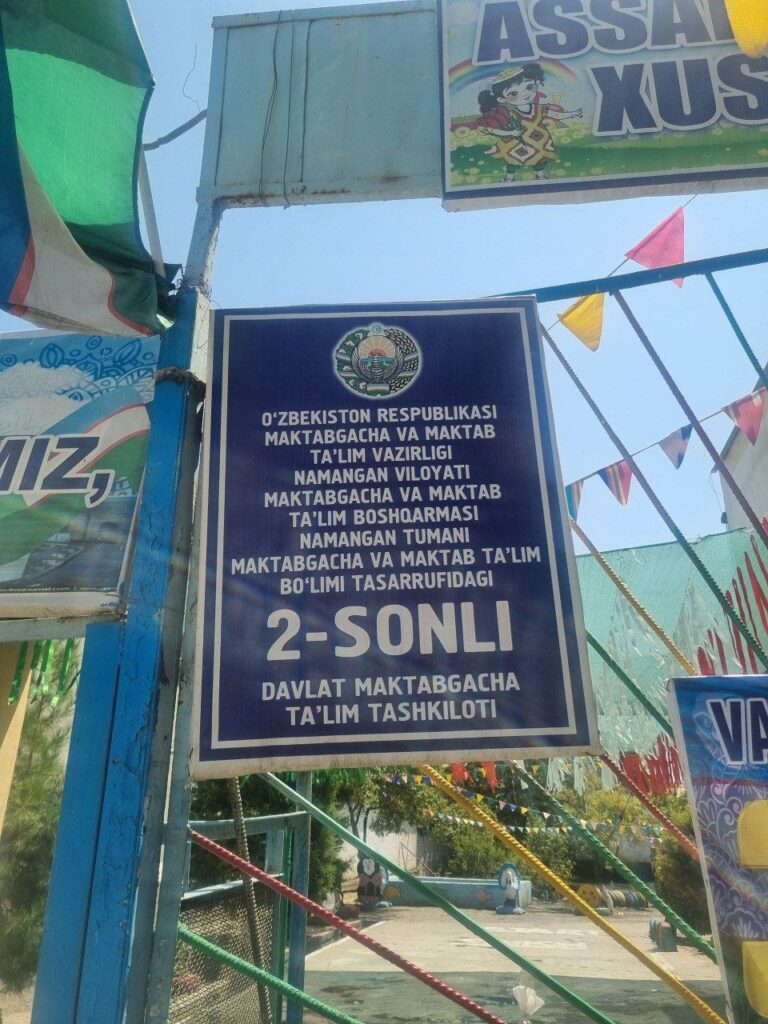 ASSA
XUS
MIZ,
O‘ZBEKISTON RESPUBLIKASI
MAKTABGACHA VA MAKTAB
TA’LIM VAZIRLIGI
NAMANGAN VILOYATI
MAKTABGACHA VA MAKTAB
TA’LIM BOSHQARMASI
NAMANGAN TUMANI
MAKTABGACHA VA MAKTAB TA’LIM
BO‘LIMI TASARRUFIDAGI
2-SONLI
DAVLAT MAKTABGACHA
TA’LIM TASHKILOTI
VA